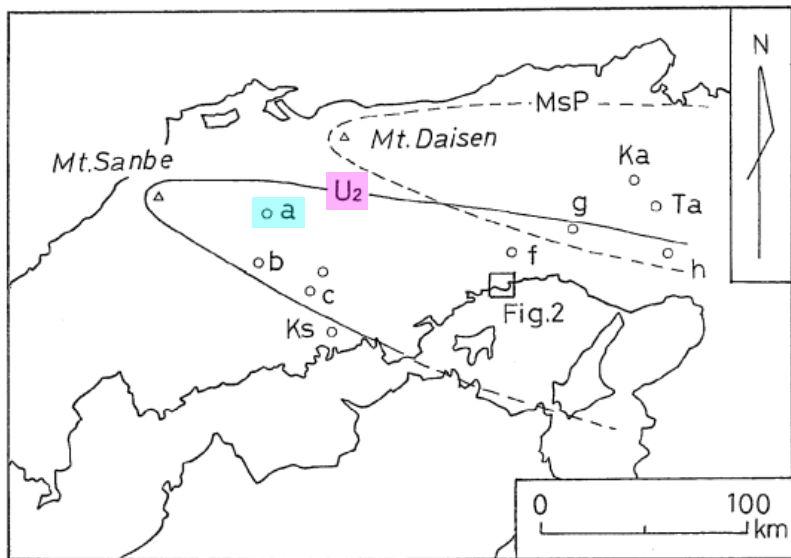 N
MsP
Mt. Daisen
Ka
Mt. Sanbe
Ta
U₂
g
a
f
h
b
c
Fig.2
Ks
0 100
km